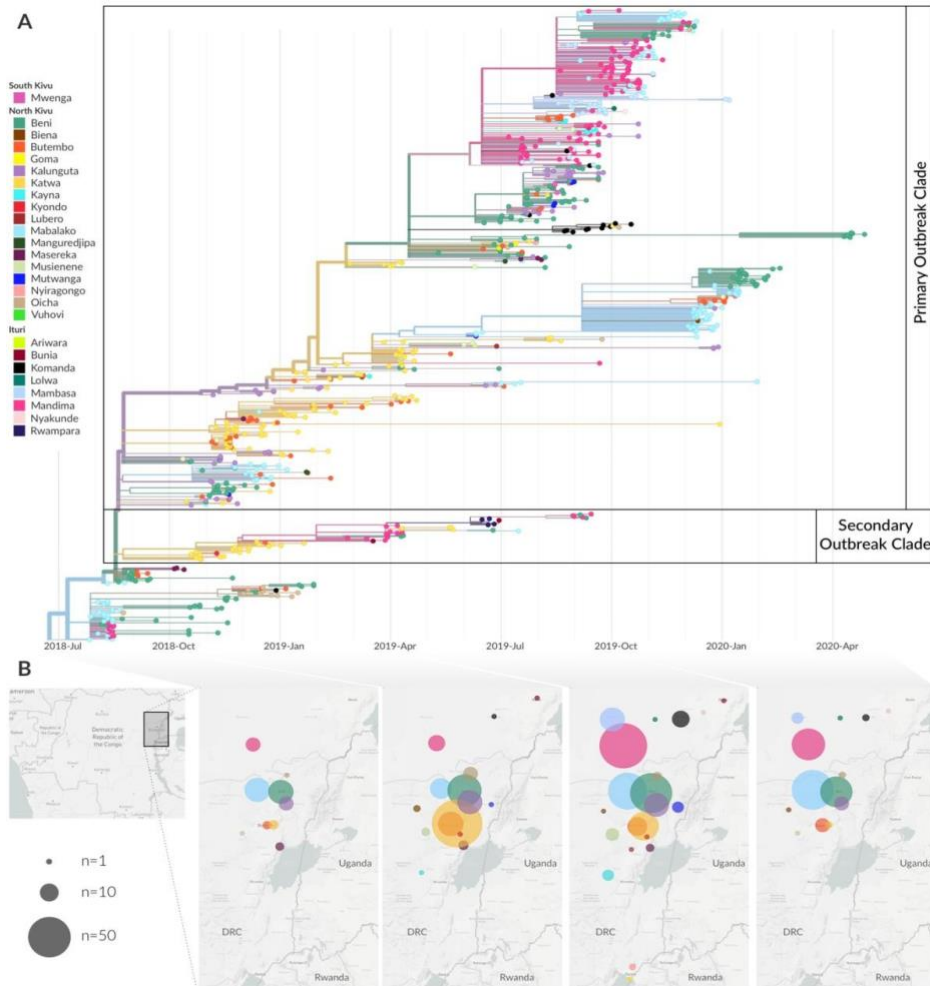 A
South Kivu
Mwenga
North Kivu
Beni
Biena
Butembo
Goma
Kalunguta
Katwa
Kayna
Kyondo
Lubero
Mabalako
Manguredjipa
Masereka
Musienene
Mutwanga
Nyiragongo
Oicha
Vuhovi
Ituri
Ariwara
Bunia
Komanda
Lolwa
Mambasa
Mandima
Nyakunde
Rwampara
Primary Outbreak Clade
Secondary
Outbreak Clade
2018-Jul
2018-Oct
2019-Jan
2019-Apr
2019-Jul
2019-Oct
2020-Jan
2020-Apr
B
Democratic
Republic of
the Congo
n=1
n=10
n=50
Uganda
DRC
Rwanda
Uganda
DRC
Rwanda
Uganda
DRC
Rwanda
Uganda
DRC
Rwanda